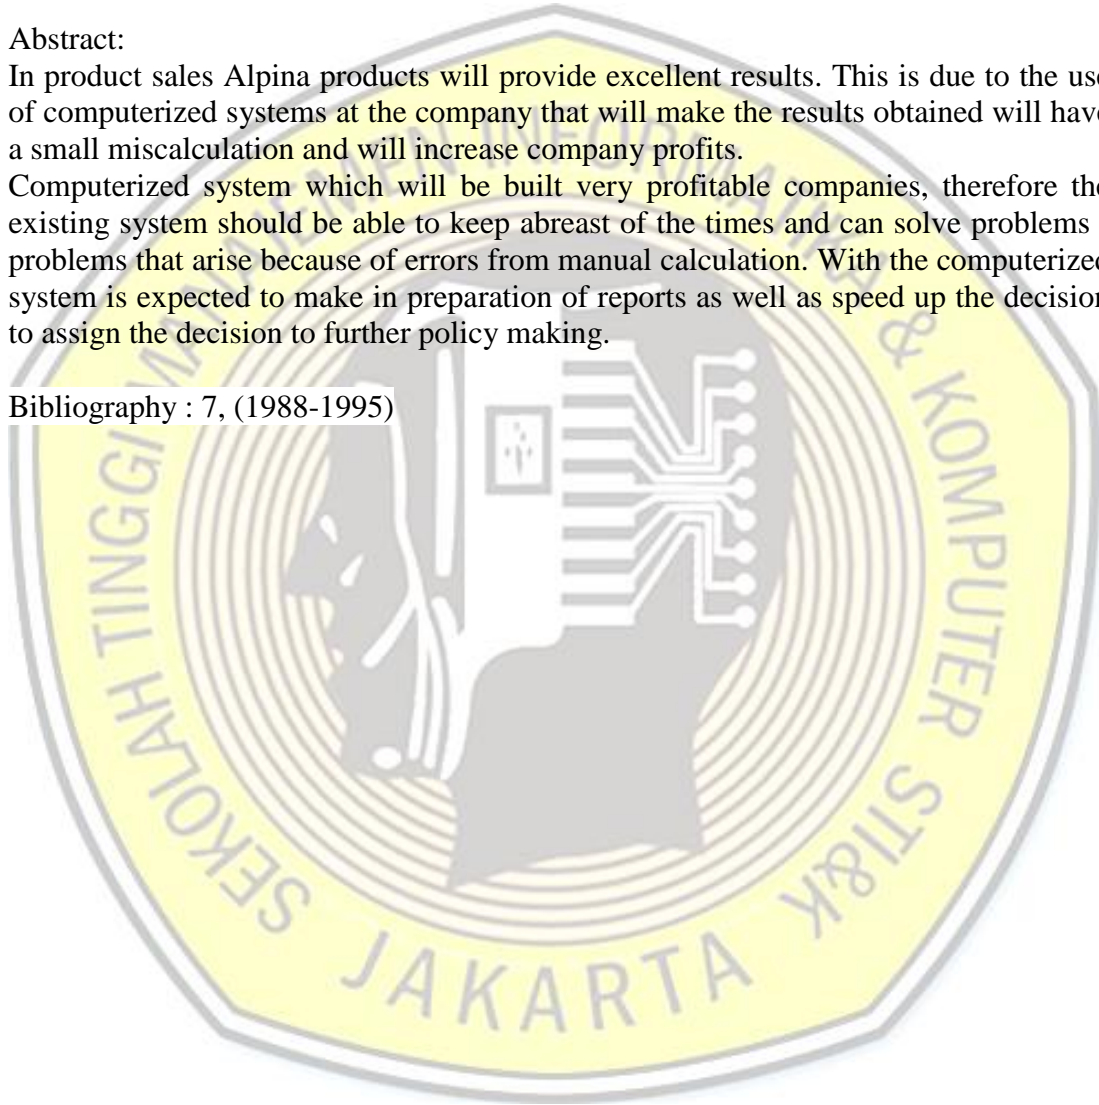 Abstract:
In product sales Alpina products will provide excellent results. This is due to the use
of computerized systems at the company that will make the results obtained will have
a small miscalculation and will increase company profits.
Computerized system which will be built very profitable companies, therefore the
existing system should be able to keep abreast of the times and can solve problems
problems that arise because of errors from manual calculation. With the computerized
system is expected to make in preparation of reports as well as speed up the decision
to assign the decision to further policy making.
Bibliography : 7, (1988-1995)
SEKOLAH TINGGI MANAJEMEN INFORMATIKA & KOMPUTER STI&K
JAKARTA